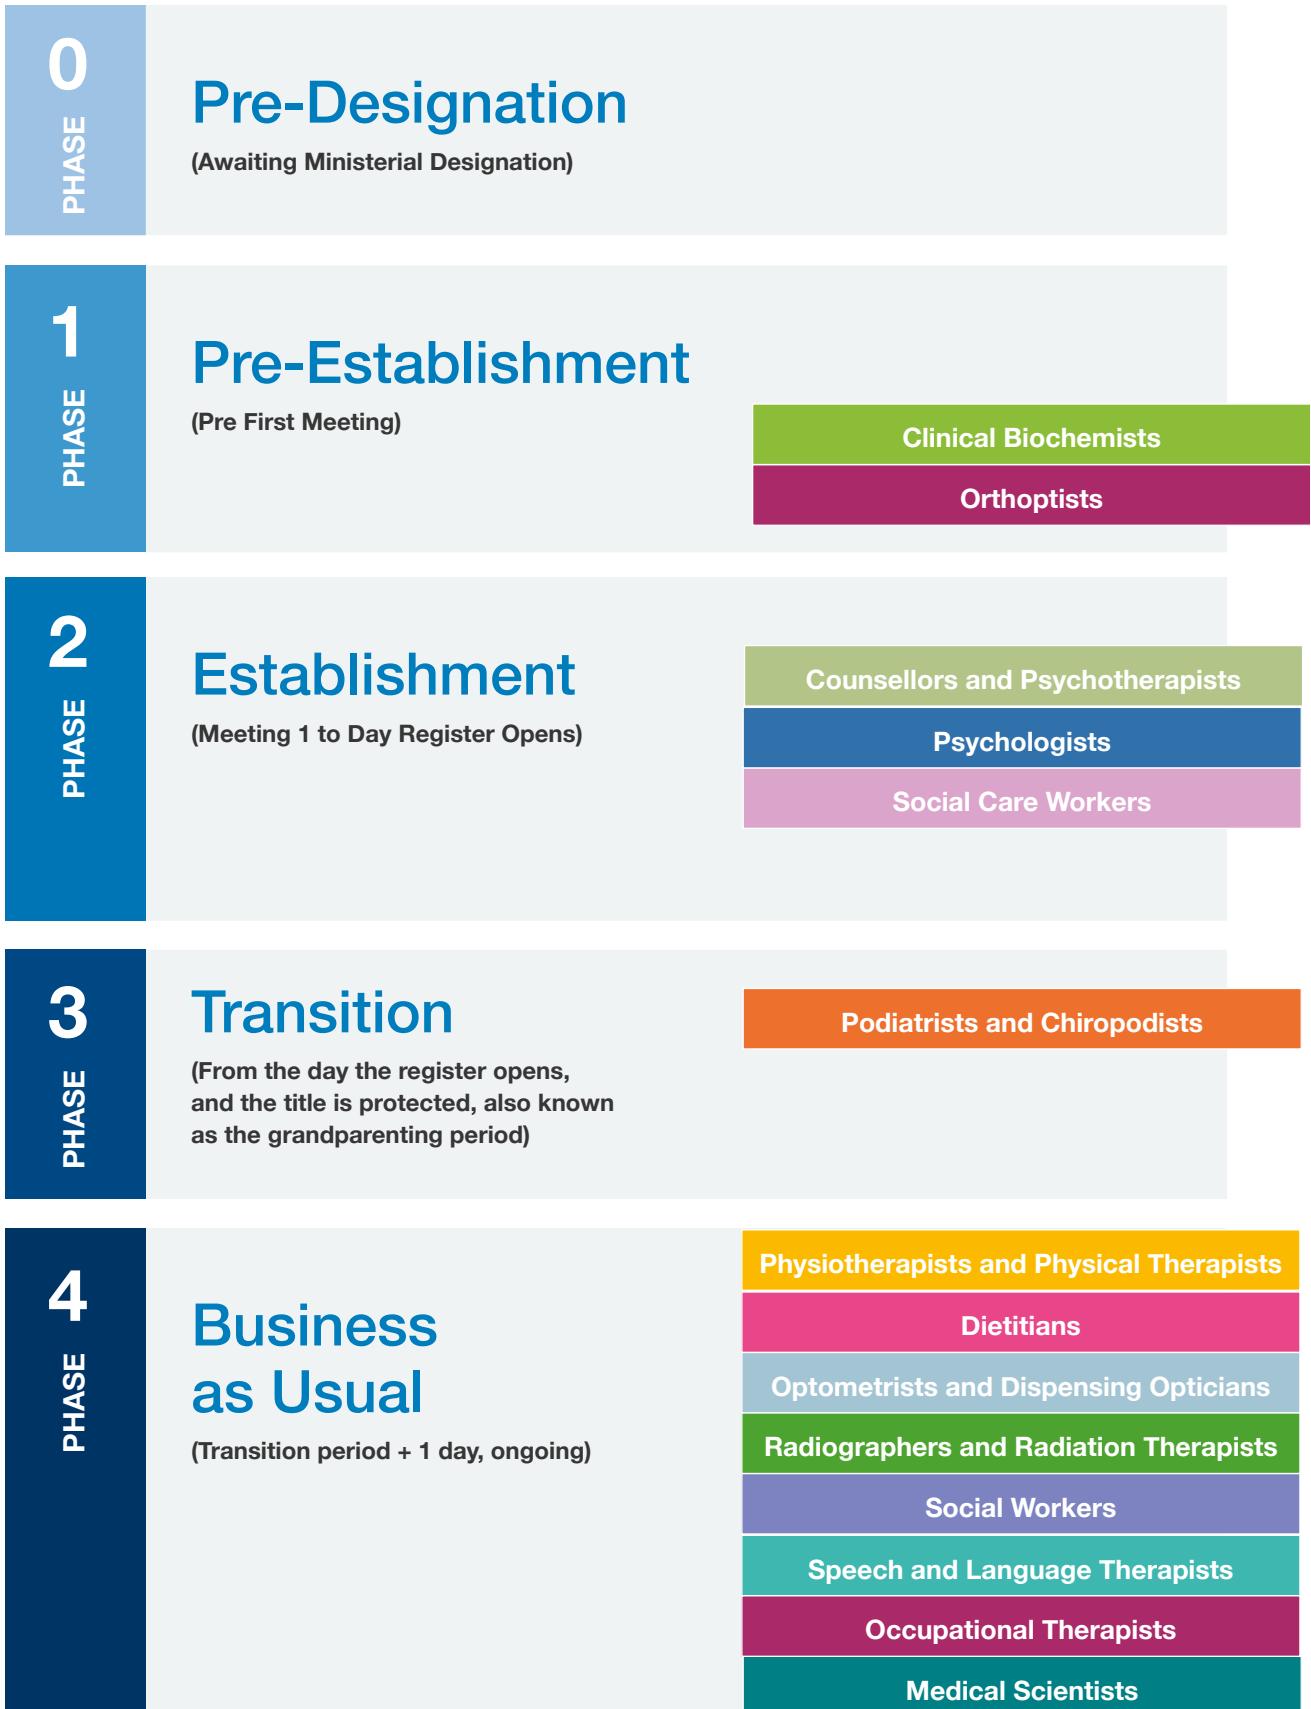 0
PHASE
Pre-Designation
(Awaiting Ministerial Designation)
1
PHASE
Pre-Establishment
(Pre First Meeting)
Clinical Biochemists
Orthoptists
2
PHASE
Establishment
(Meeting 1 to Day Register Opens)
Counsellors and Psychotherapists
Psychologists
Social Care Workers
3
PHASE
Transition
(From the day the register opens,
and the title is protected, also known
as the grandparenting period)
Podiatrists and Chiropodists
4
PHASE
Business
as Usual
(Transition period + 1 day, ongoing)
Physiotherapists and Physical Therapists
Dietitians
Optometrists and Dispensing Opticians
Radiographers and Radiation Therapists
Social Workers
Speech and Language Therapists
Occupational Therapists
Medical Scientists